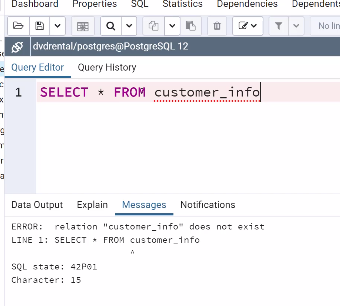 Dashboard Properties SQL Statistics Dependencies Dependents
No li
dvdrental/postgres@PostgreSQL 12
Query Editor Query History
1 SELECT * FROM customer_info
Data Output Explain Messages Notifications
ERROR: relation "customer_info" does not exist
LINE 1: SELECT * FROM customer_info
^
SQL state: 42P01
Character: 15